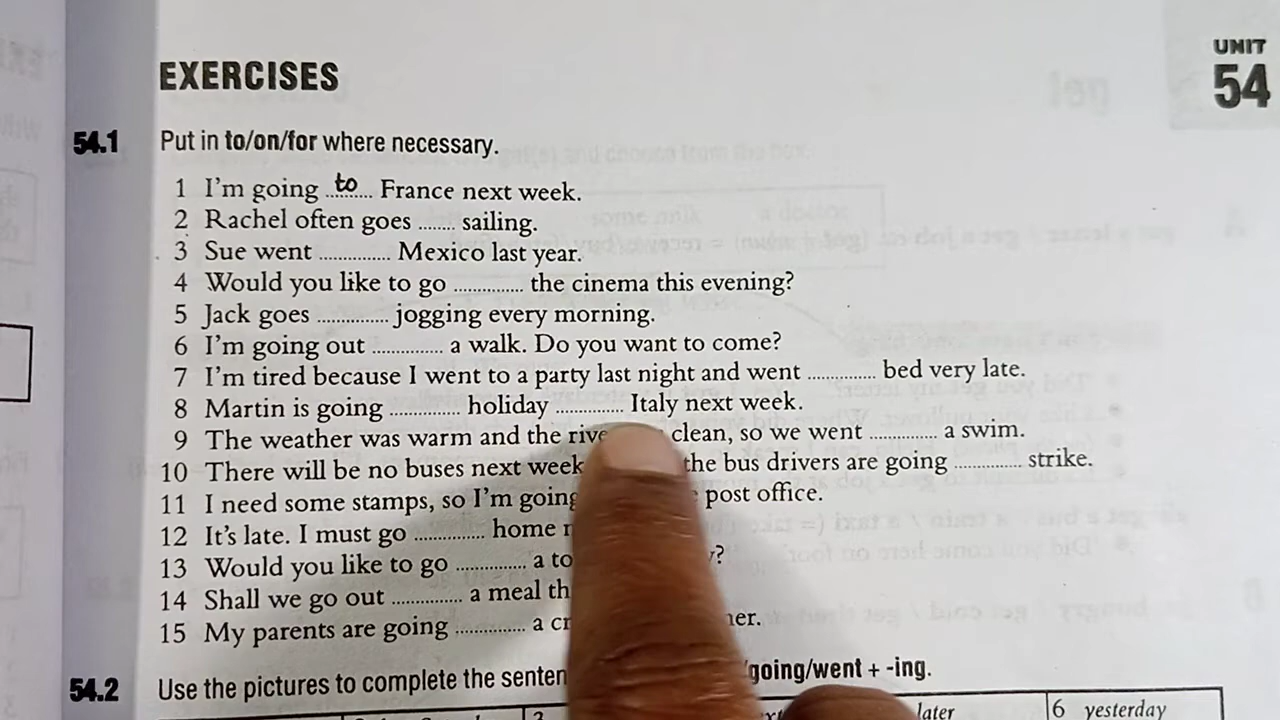 UNIT
54
EXERCISES
54.1 Put in to/on/for where necessary.
1 I'm going ..to.. France next week.
2 Rachel often goes ........ sailing.
3 Sue went .............. Mexico last year.
4 Would you like to go .............. the cinema this evening?
5 Jack goes .............. jogging every morning.
6 I'm going out .............. a walk. Do you want to come?
7 I'm tired because I went to a party last night and went .............. bed very late.
8 Martin is going .............. holiday .............. Italy next week.
9 The weather was warm and the clean, so we went .............. a swim.
10 There will be no buses next week the bus drivers are going .............. strike.
11 I need some stamps, so I'm going post office.
12 It's late. I must go .............. home
13 Would you like to go .............. a ?
14 Shall we go out .............. a meal
15 My parents are going .............. a
54.2 Use the pictures to complete the going/went + -ing.
later 6 yesterday